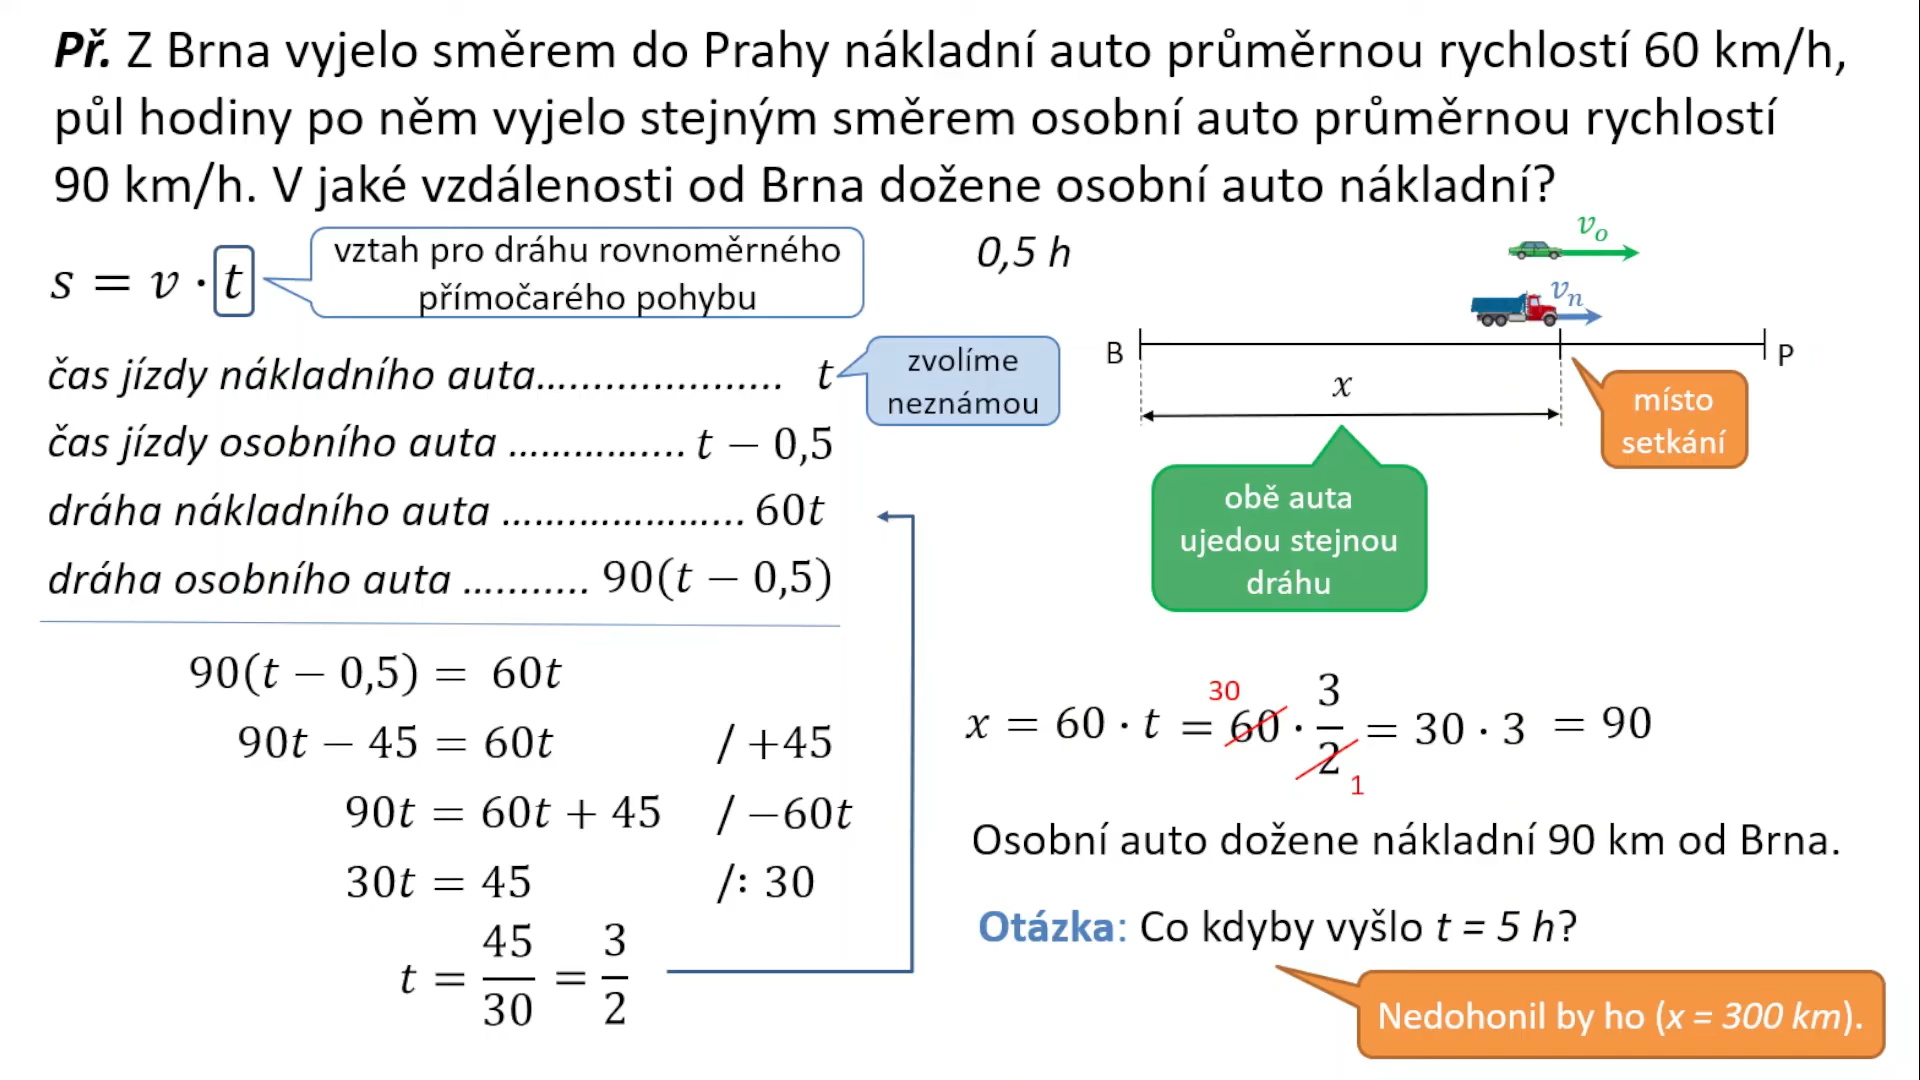 Př. Z Brna vyjelo směrem do Prahy nákladní auto průměrnou rychlostí 60 km/h,
půl hodiny po něm vyjelo stejným směrem osobní auto průměrnou rychlostí
90 km/h. V jaké vzdálenosti od Brna dožene osobní auto nákladní?
s = v · t
vztah pro dráhu rovnoměrného
přímočarého pohybu
0,5 h
čas jízdy nákladního auta...................... t
zvolíme
neznámou
čas jízdy osobního auta ................ t − 0,5
dráha nákladního auta ...................... 60t
dráha osobního auta ........... 90(t − 0,5)
v_o
v_n
B
P
x
místo
setkání
obě auta
ujedou stejnou
dráhu
90(t − 0,5) = 60t
90t − 45 = 60t / +45
90t = 60t + 45 / −60t
30t = 45 /: 30
t = 45/30 = 3/2
30
x = 60 · t = 60 · 3/2 = 30 · 3 = 90
1
Osobní auto dožene nákladní 90 km od Brna.
Otázka: Co kdyby vyšlo t = 5 h?
Nedohonil by ho (x = 300 km).